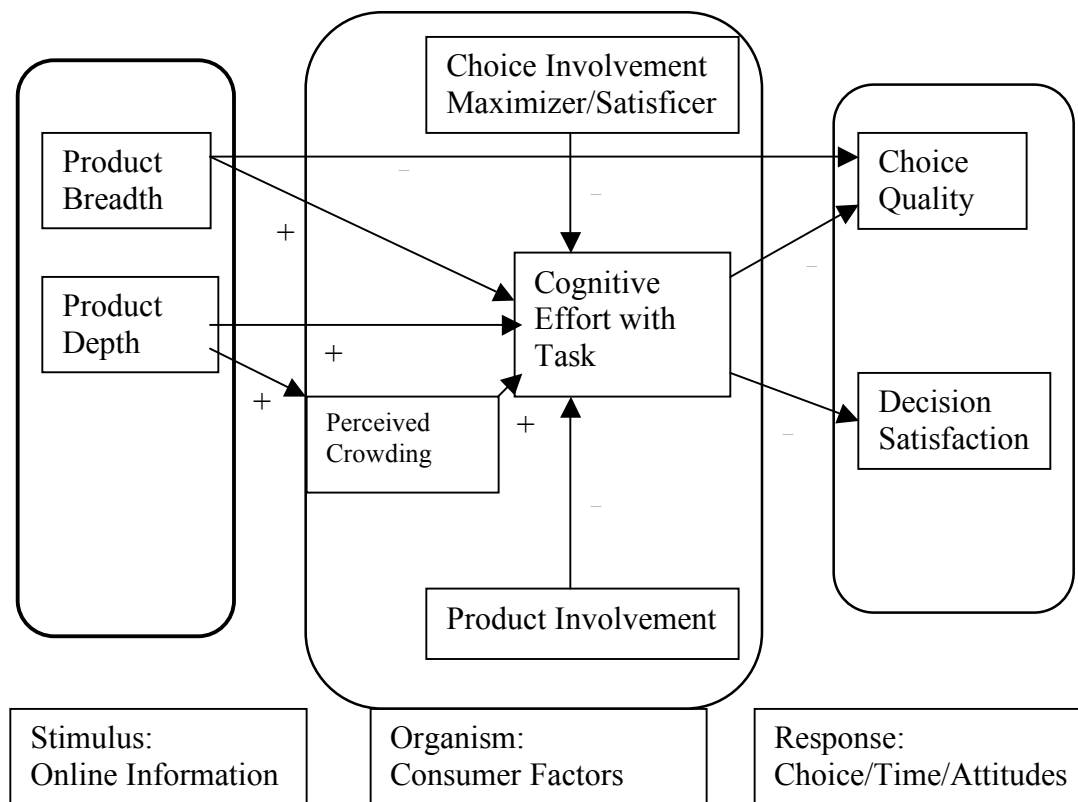 Choice Involvement
Maximizer/Satisficer
Product
Breadth
Choice
Quality
–
–
+
Product
Depth
Cognitive
Effort with
Task
–
+
+
Perceived
Crowding
+
Decision
Satisfaction
–
–
Product Involvement
Stimulus:
Online Information
Organism:
Consumer Factors
Response:
Choice/Time/Attitudes